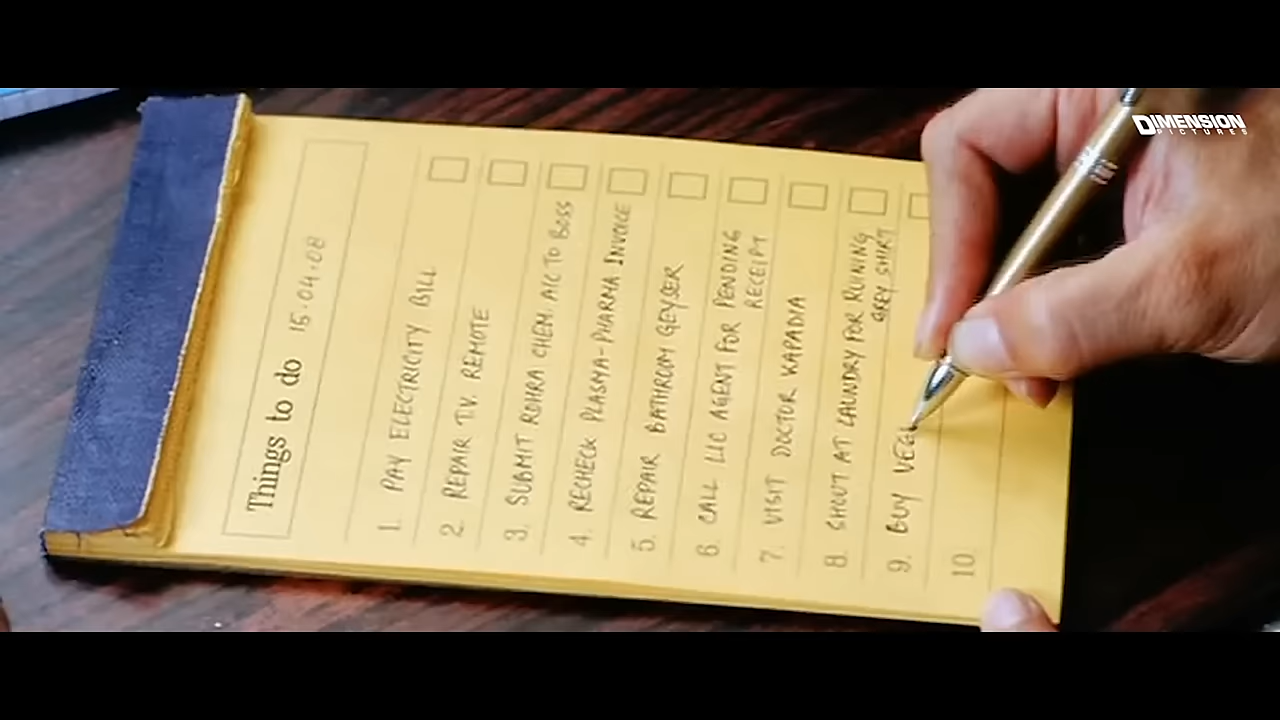 Things to do 15.04.08
1. PAY ELECTRICITY BILL
2. REPAIR T.V. REMOTE
3. SUBMIT ROHRA CHEM. A/C TO BOSS
4. RECHECK PLASMA-PHARMA INVOICE
5. REPAIR BATHROOM GEYSER
6. CALL LIC AGENT FOR PENDING
RECEIPT
7. VISIT DOCTOR KAPADIA
8. SHOUT AT LAUNDRY FOR RUINING
GREY SHIRT
9. BUY VEG
10
DIMENSION
PICTURES